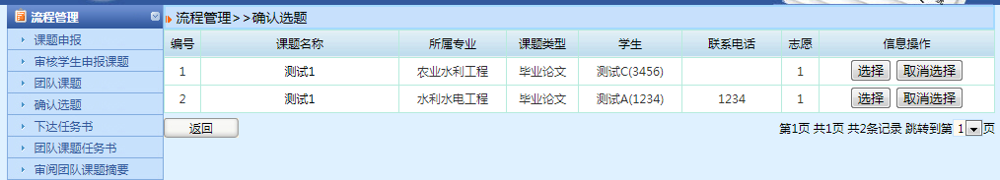 流程管理
课题申报
审核学生申报课题
团队课题
确认选题
下达任务书
团队课题任务书
审阅团队课题摘要
流程管理>>确认选题
编号 课题名称 所属专业 课题类型 学生 联系电话 志愿 信息操作
1 测试1 农业水利工程 毕业论文 测试C(3456) 1 选择 取消选择
2 测试1 水利水电工程 毕业论文 测试A(1234) 1234 1 选择 取消选择
返回 第1页 共1页 共2条记录 跳转到第 1 页